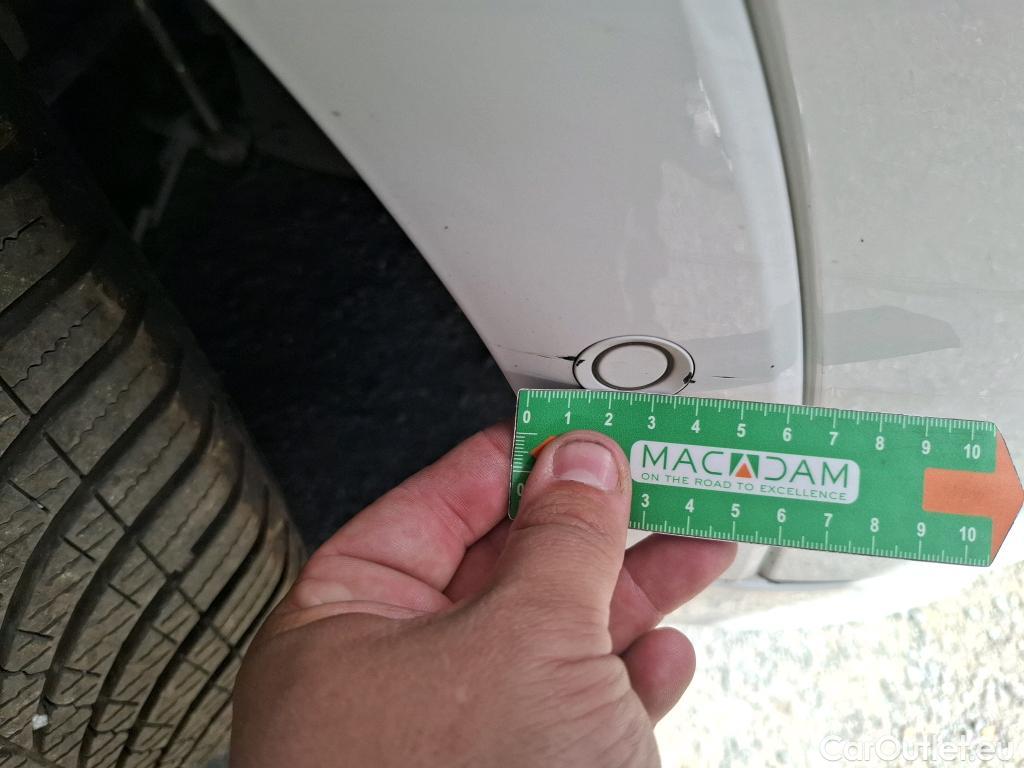 0 1 2 3 4 5 6 7 8 9 10
MACADAM
ON THE ROAD TO EXCELLENCE
0 3 4 5 6 7 8 9 10
CarOutlet.eu